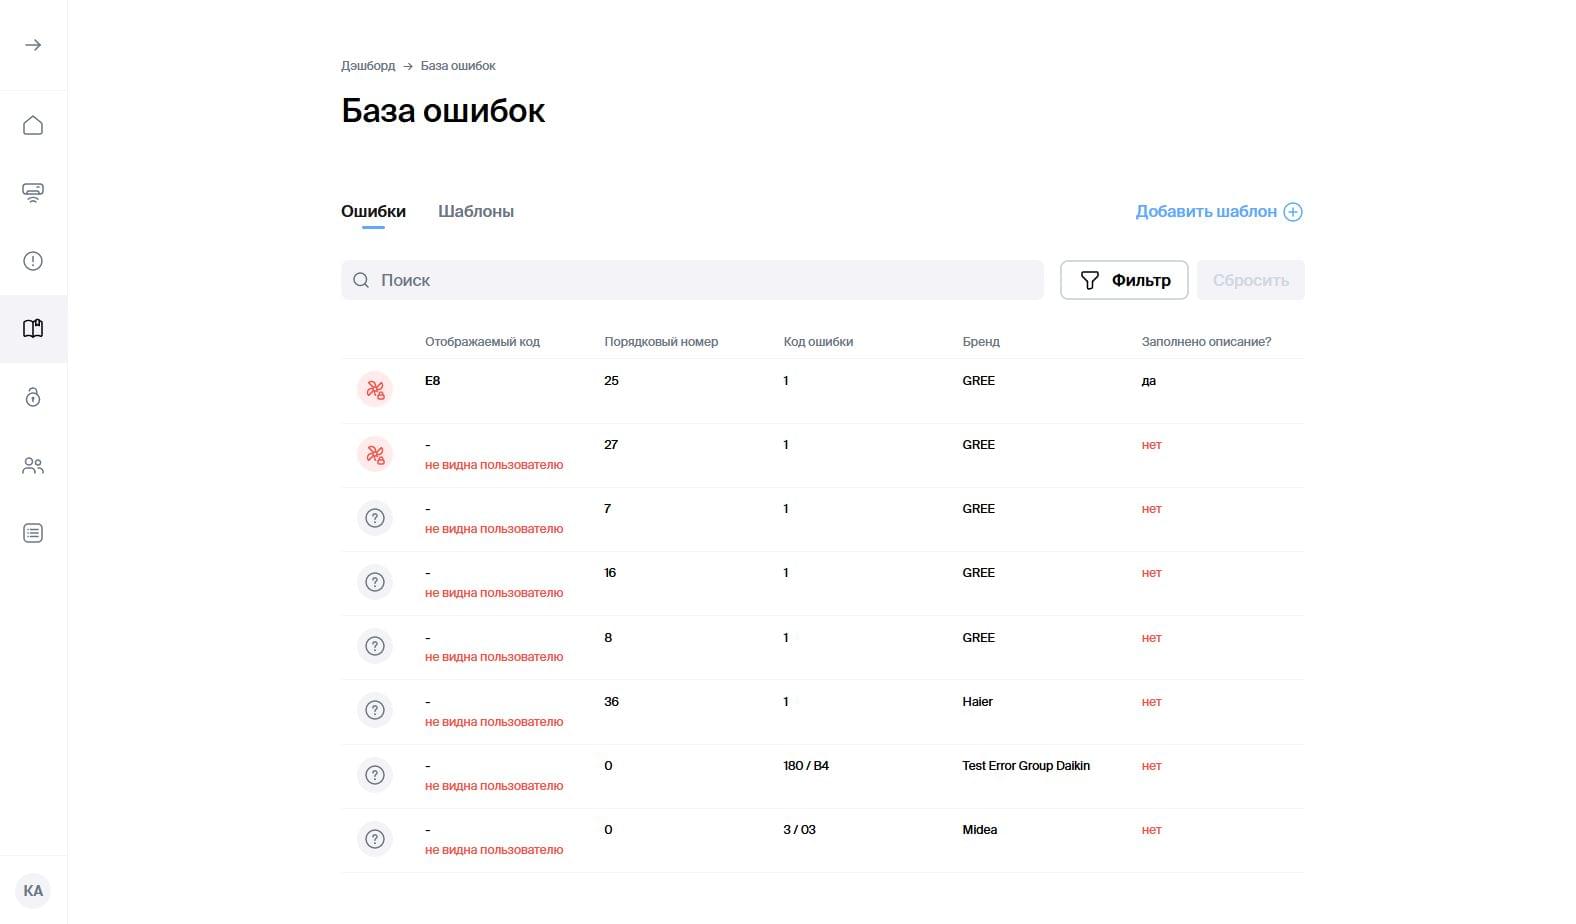 Дэшборд → База ошибок
База ошибок
Ошибки Шаблоны Добавить шаблон
Поиск Фильтр Сбросить
Отображаемый код Порядковый номер Код ошибки Бренд Заполнено описание?
E8 25 1 GREE да
- 27 1 GREE нет
не видна пользователю
- 7 1 GREE нет
не видна пользователю
- 16 1 GREE нет
не видна пользователю
- 8 1 GREE нет
не видна пользователю
- 36 1 Haier нет
не видна пользователю
- 0 180 / B4 Test Error Group Daikin нет
не видна пользователю
- 0 3 / 03 Midea нет
не видна пользователю
KA